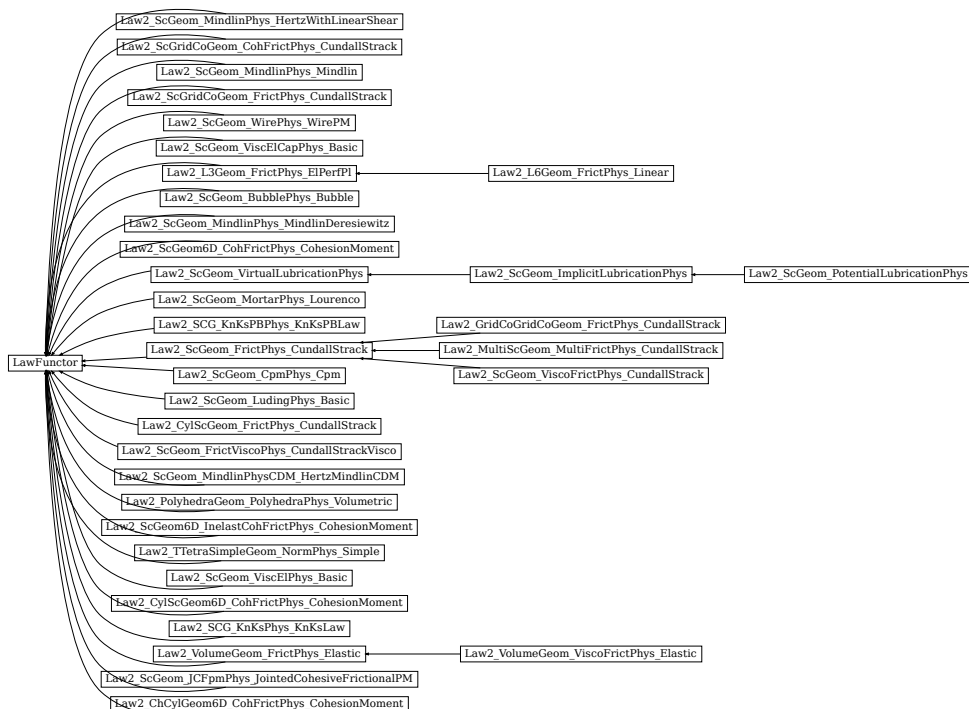 Law2_ScGeom_MindlinPhys_HertzWithLinearShear
Law2_ScGridCoGeom_CohFrictPhys_CundallStrack
Law2_ScGeom_MindlinPhys_Mindlin
Law2_ScGridCoGeom_FrictPhys_CundallStrack
Law2_ScGeom_WirePhys_WirePM
Law2_ScGeom_ViscElCapPhys_Basic
Law2_L3Geom_FrictPhys_ElPerfPl
Law2_L6Geom_FrictPhys_Linear
Law2_ScGeom_BubblePhys_Bubble
Law2_ScGeom_MindlinPhys_MindlinDeresiewitz
Law2_ScGeom6D_CohFrictPhys_CohesionMoment
Law2_ScGeom_VirtualLubricationPhys
Law2_ScGeom_ImplicitLubricationPhys
Law2_ScGeom_PotentialLubricationPhys
Law2_ScGeom_MortarPhys_Lourenco
Law2_SCG_KnKsPBPhys_KnKsPBLaw
Law2_GridCoGridCoGeom_FrictPhys_CundallStrack
Law2_ScGeom_FrictPhys_CundallStrack
Law2_MultiScGeom_MultiFrictPhys_CundallStrack
LawFunctor
Law2_ScGeom_CpmPhys_Cpm
Law2_ScGeom_ViscoFrictPhys_CundallStrack
Law2_ScGeom_LudingPhys_Basic
Law2_CylScGeom_FrictPhys_CundallStrack
Law2_ScGeom_FrictViscoPhys_CundallStrackVisco
Law2_ScGeom_MindlinPhysCDM_HertzMindlinCDM
Law2_PolyhedraGeom_PolyhedraPhys_Volumetric
Law2_ScGeom6D_InelastCohFrictPhys_CohesionMoment
Law2_TTetraSimpleGeom_NormPhys_Simple
Law2_ScGeom_ViscElPhys_Basic
Law2_CylScGeom6D_CohFrictPhys_CohesionMoment
Law2_SCG_KnKsPhys_KnKsLaw
Law2_VolumeGeom_FrictPhys_Elastic
Law2_VolumeGeom_ViscoFrictPhys_Elastic
Law2_ScGeom_JCFpmPhys_JointedCohesiveFrictionalPM
Law2_ChCylGeom6D_CohFrictPhys_CohesionMoment